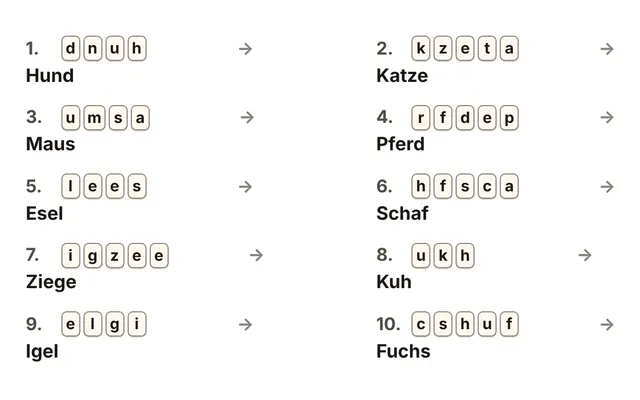 1. d n u h → 2. k z e t a →
Hund Katze
3. u m s a → 4. r f d e p →
Maus Pferd
5. l e e s → 6. h f s c a →
Esel Schaf
7. i g z e e → 8. u k h →
Ziege Kuh
9. e l g i → 10. c s h u f →
Igel Fuchs